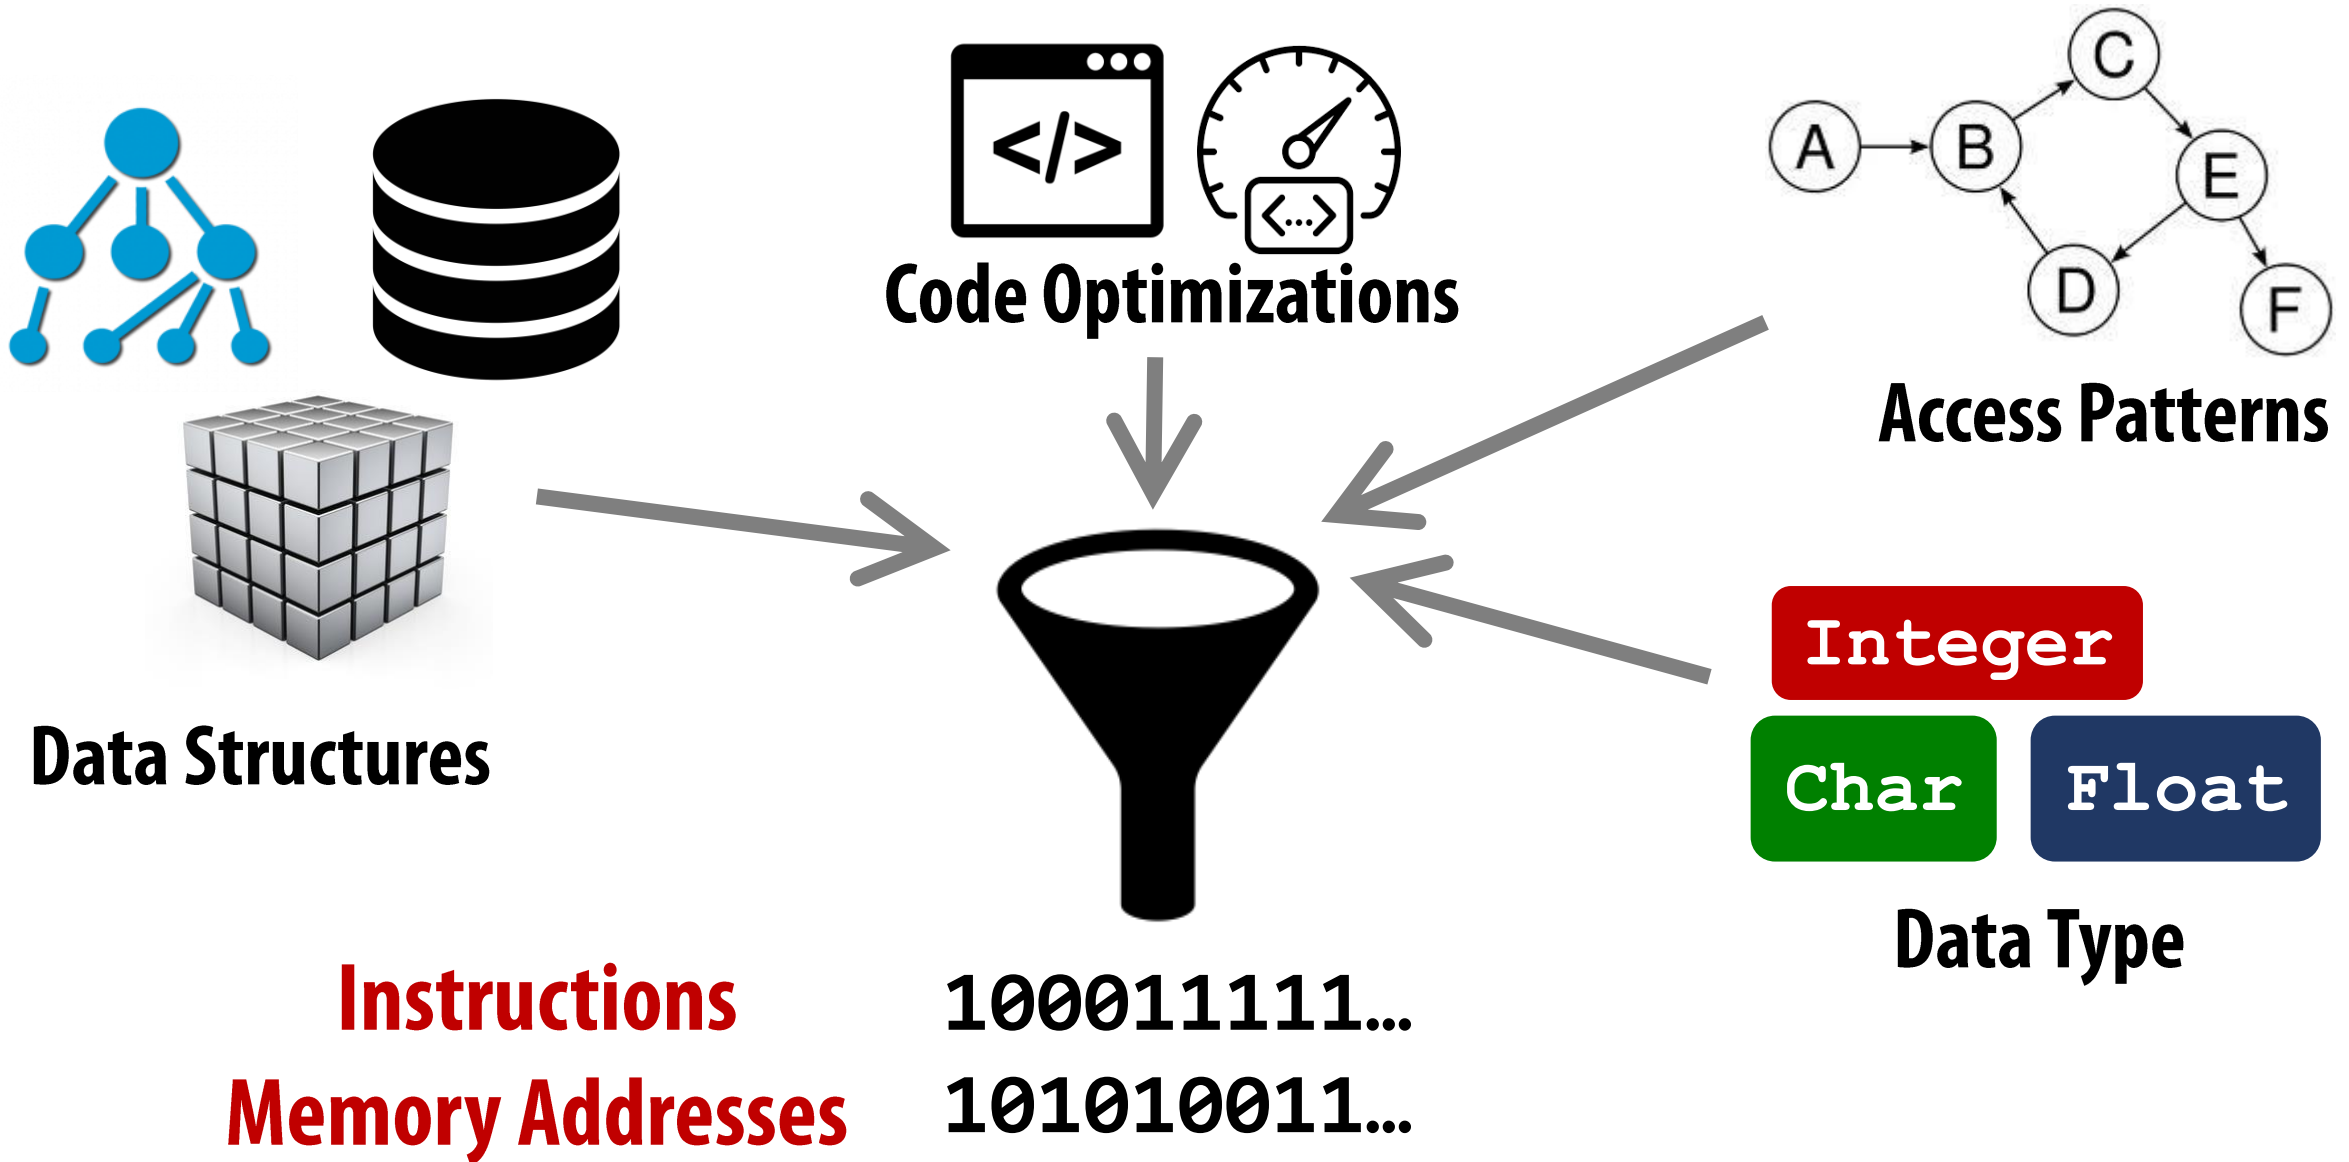 </>
<...>
Code Optimizations
A
B
C
E
D
F
Access Patterns
Data Structures
Integer
Char
Float
Data Type
Instructions 100011111…
Memory Addresses 101010011…